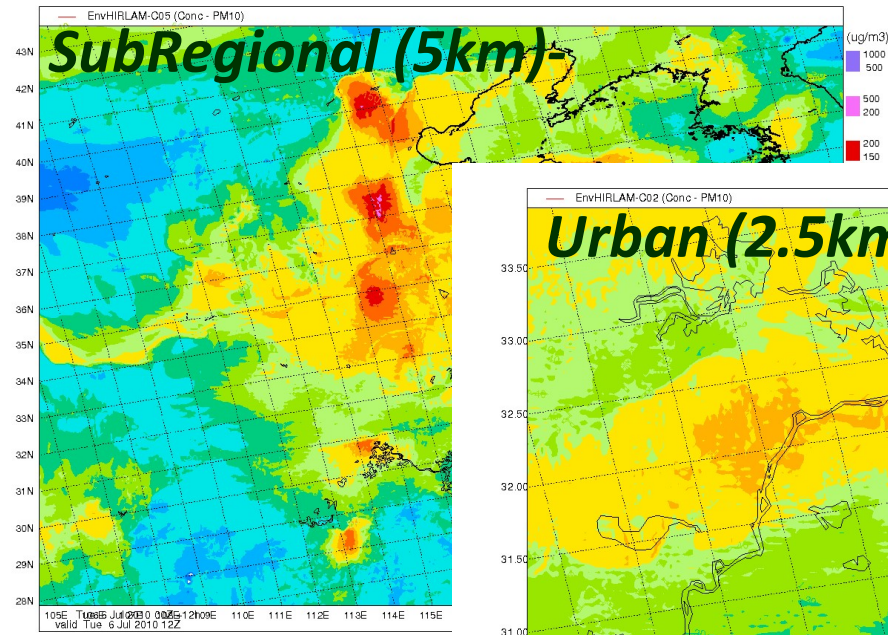 EnvHIRLAM-C05 (Conc - PM10)
SubRegional (5km)-
(ug/m3)
1000
500
500
200
200
150
43N
42N
41N
40N
39N
38N
37N
36N
35N
34N
33N
32N
31N
30N
29N
28N
105E
109E 110E 111E 112E 113E 114E 115E
valid Tue 6 Jul 2010 12Z
EnvHIRLAM-C02 (Conc - PM10)
Urban (2.5km
33.50
33.00
32.50
32.00
31.50
31.00